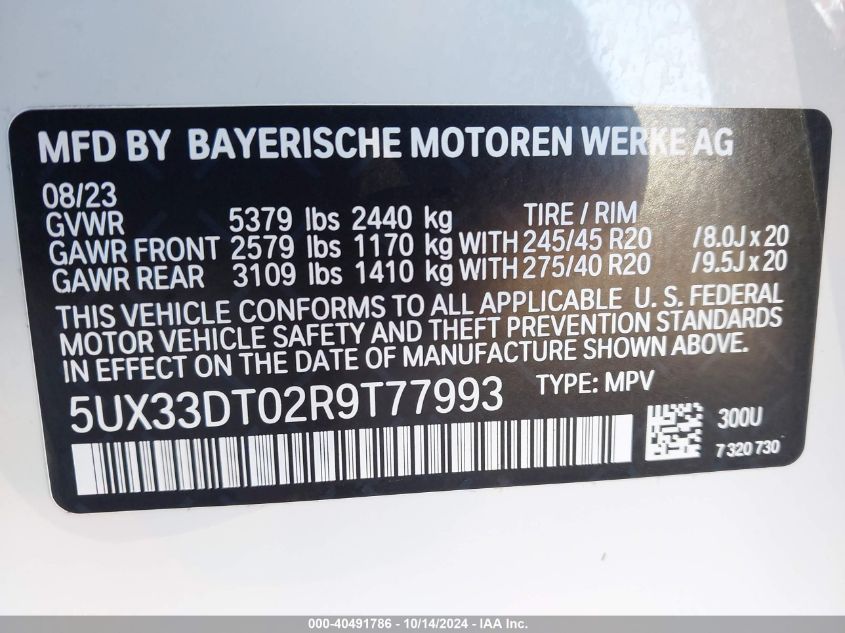 MFD BY BAYERISCHE MOTOREN WERKE AG
08/23
GVWR 5379 lbs 2440 kg TIRE / RIM
GAWR FRONT 2579 lbs 1170 kg WITH 245/45 R20 /8.0J x 20
GAWR REAR 3109 lbs 1410 kg WITH 275/40 R20 /9.5J x 20
THIS VEHICLE CONFORMS TO ALL APPLICABLE U. S. FEDERAL
MOTOR VEHICLE SAFETY AND THEFT PREVENTION STANDARDS
IN EFFECT ON THE DATE OF MANUFACTURE SHOWN ABOVE.
5UX33DT02R9T77993 TYPE: MPV
300U
7 320 730
000-40491786 - 10/14/2024 - IAA Inc.